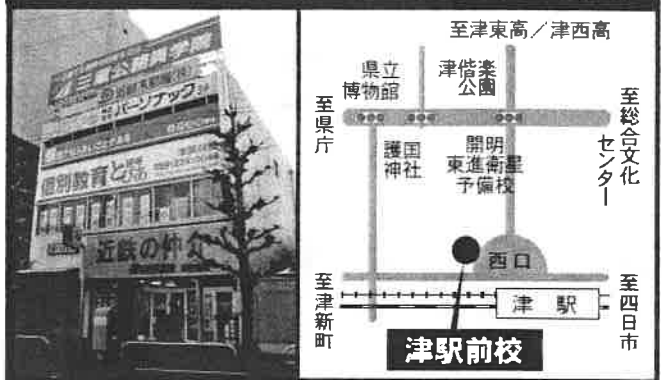 三重公務員学院
パーソナック
個別教育と
近鉄の仲介
至津東高／津西高
県立
博物館
津偕楽
公園
至県庁
至総合文化
センター
護国
神社
開明
東進衛星
予備校
西口
至津新町
津駅
至四日市
津駅前校